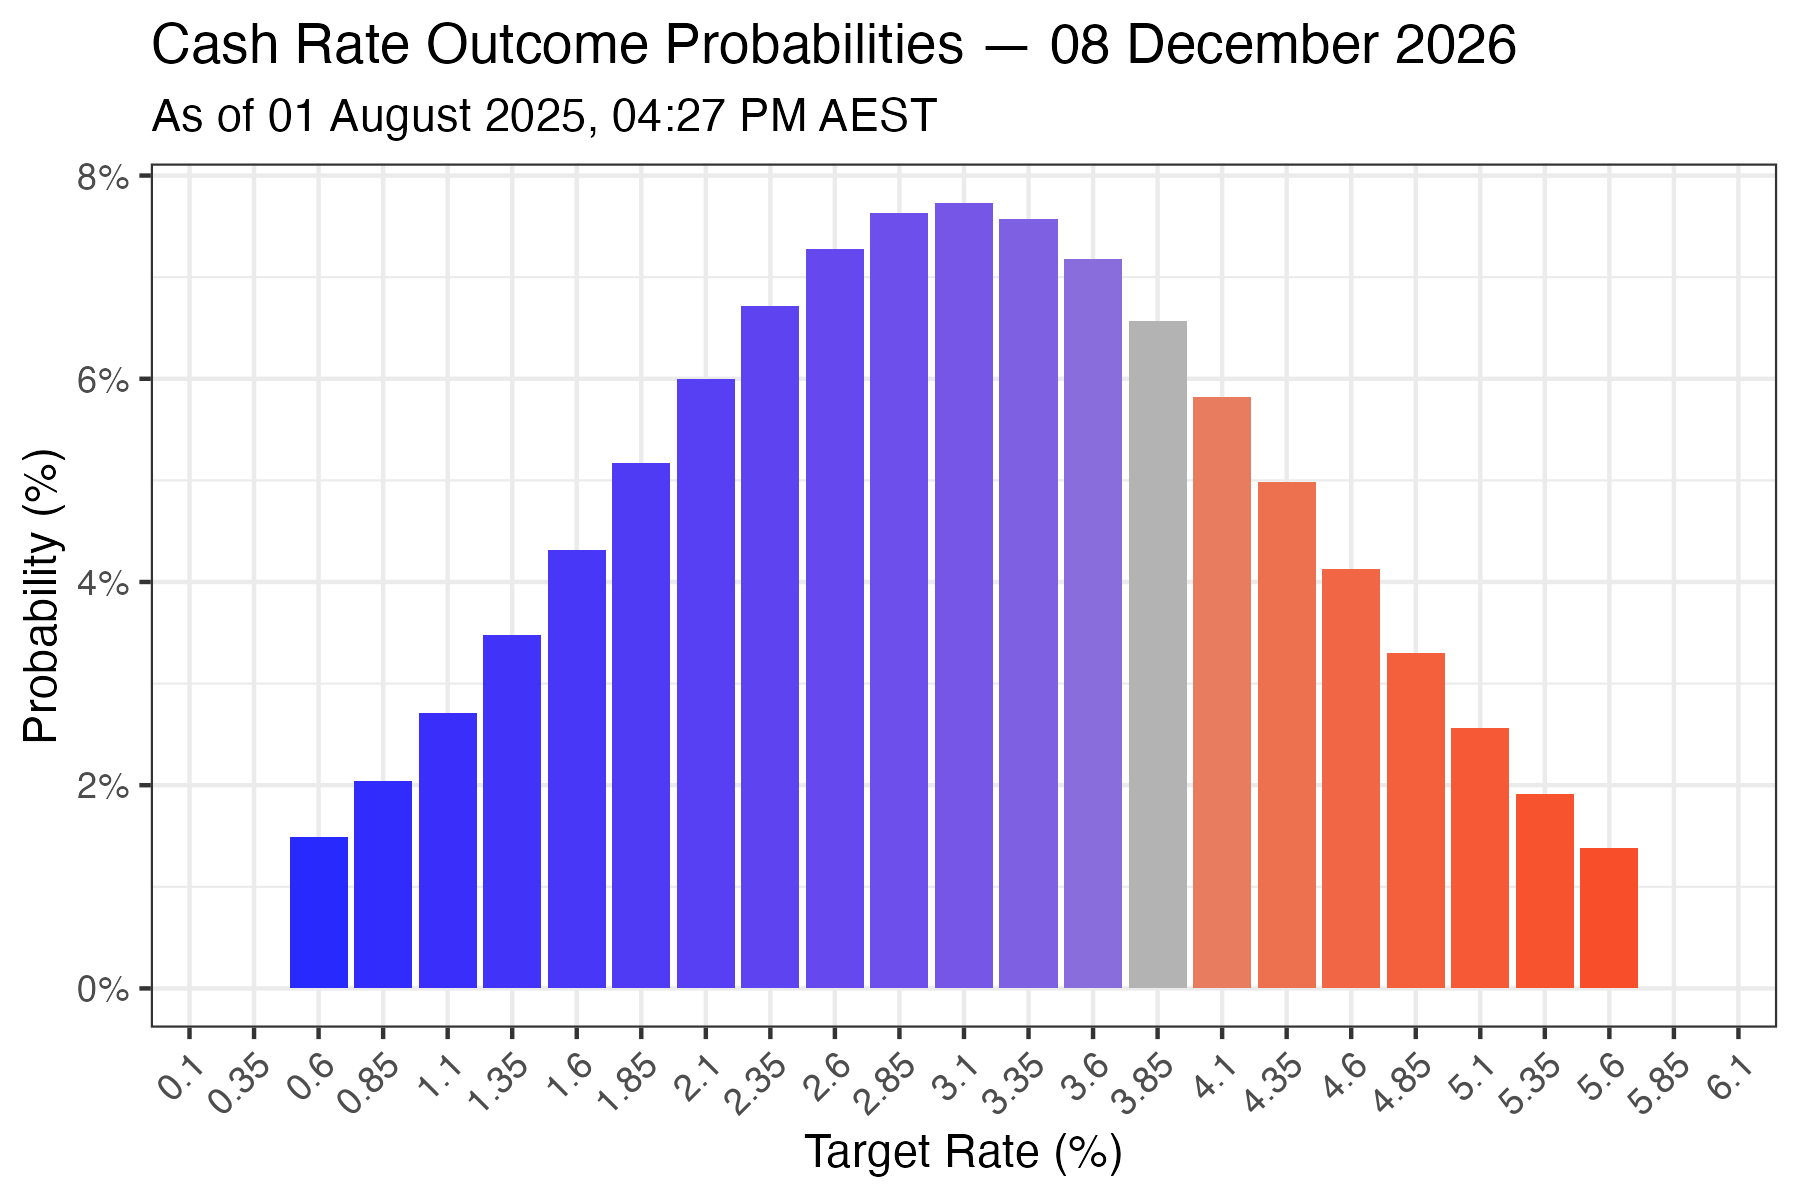 Cash Rate Outcome Probabilities — 08 December 2026
As of 01 August 2025, 04:27 PM AEST
Probability (%)
8%
6%
4%
2%
0%
0.1 0.35 0.6 0.85 1.1 1.35 1.6 1.85 2.1 2.35 2.6 2.85 3.1 3.35 3.6 3.85 4.1 4.35 4.6 4.85 5.1 5.35 5.6 5.85 6.1
Target Rate (%)